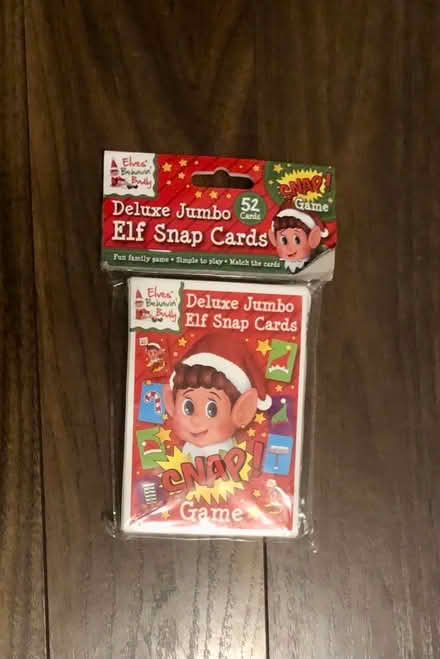 Elves'
Behavin'
Badly
Deluxe Jumbo
52
Cards
Elf Snap Cards
SNAP!
Game
Fun family game • Simple to play • Match the cards
Elves'
Behavin'
Badly
Deluxe Jumbo
Elf Snap Cards
SNAP!
Game